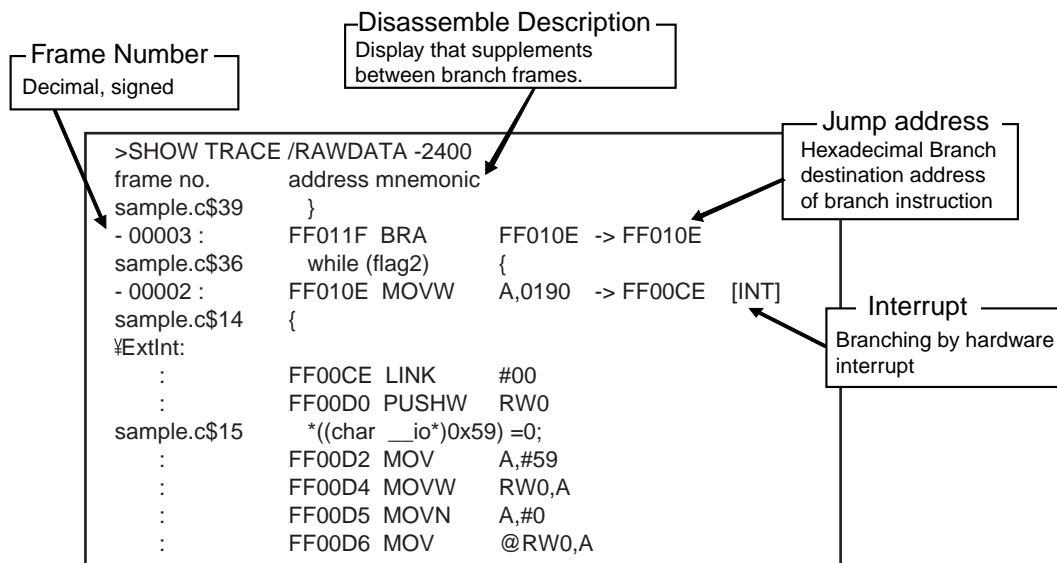 Disassemble Description
Display that supplements
between branch frames.
Frame Number
Decimal, signed
Jump address
Hexadecimal Branch
destination address
of branch instruction
Interrupt
Branching by hardware
interrupt
>SHOW TRACE /RAWDATA -2400
frame no. address mnemonic
sample.c$39 }
- 00003 : FF011F BRA FF010E -> FF010E
sample.c$36 while (flag2) {
- 00002 : FF010E MOVW A,0190 -> FF00CE [INT]
sample.c$14 {
¥ExtInt:
: FF00CE LINK #00
: FF00D0 PUSHW RW0
sample.c$15 *((char __io*)0x59) =0;
: FF00D2 MOV A,#59
: FF00D4 MOVW RW0,A
: FF00D5 MOVN A,#0
: FF00D6 MOV @RW0,A